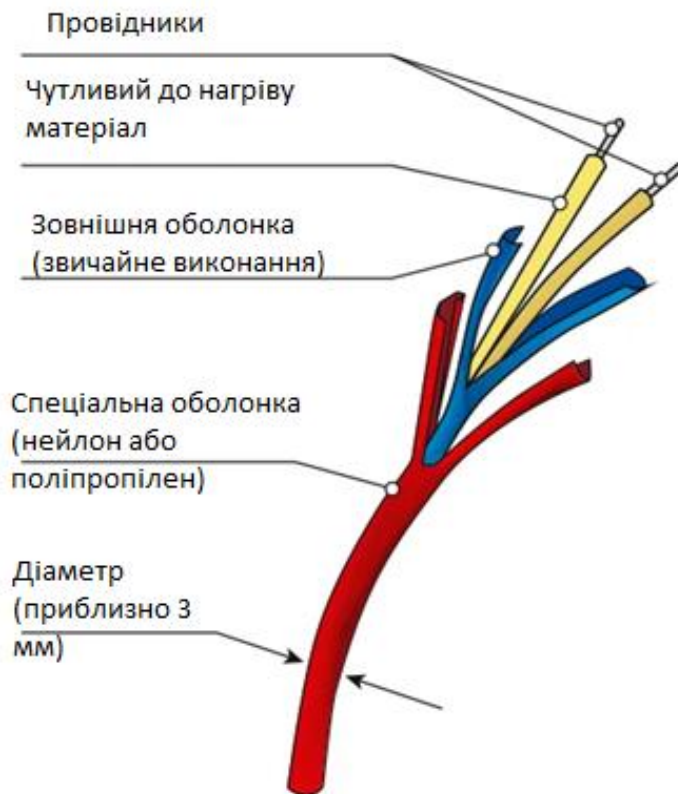 Провідники
Чутливий до нагріву
матеріал
Зовнішня оболонка
(звичайне виконання)
Спеціальна оболонка
(нейлон або
поліпропілен)
Діаметр
(приблизно 3
мм)